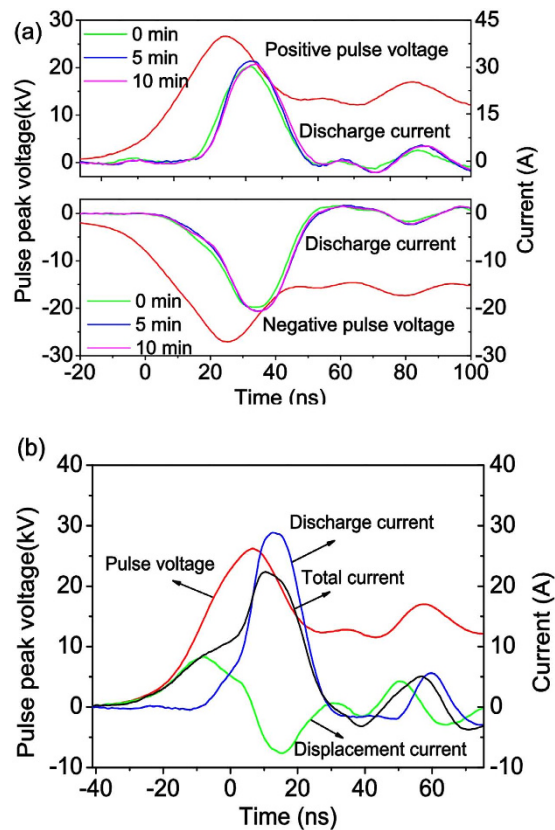 (a)
0 min
5 min
10 min
Positive pulse voltage
Discharge current
30
20
10
0
45
30
15
0
Pulse peak voltage(kV)
Current (A)
0
-10
-20
-30
0
-10
-20
-30
Discharge current
0 min
5 min
10 min
Negative pulse voltage
-20 0 20 40 60 80 100
Time (ns)
(b)
40
30
20
10
0
-10
40
30
20
10
0
-10
Pulse peak voltage(kV)
Current (A)
Discharge current
Pulse voltage
Total current
Displacement current
-40 -20 0 20 40 60
Time (ns)